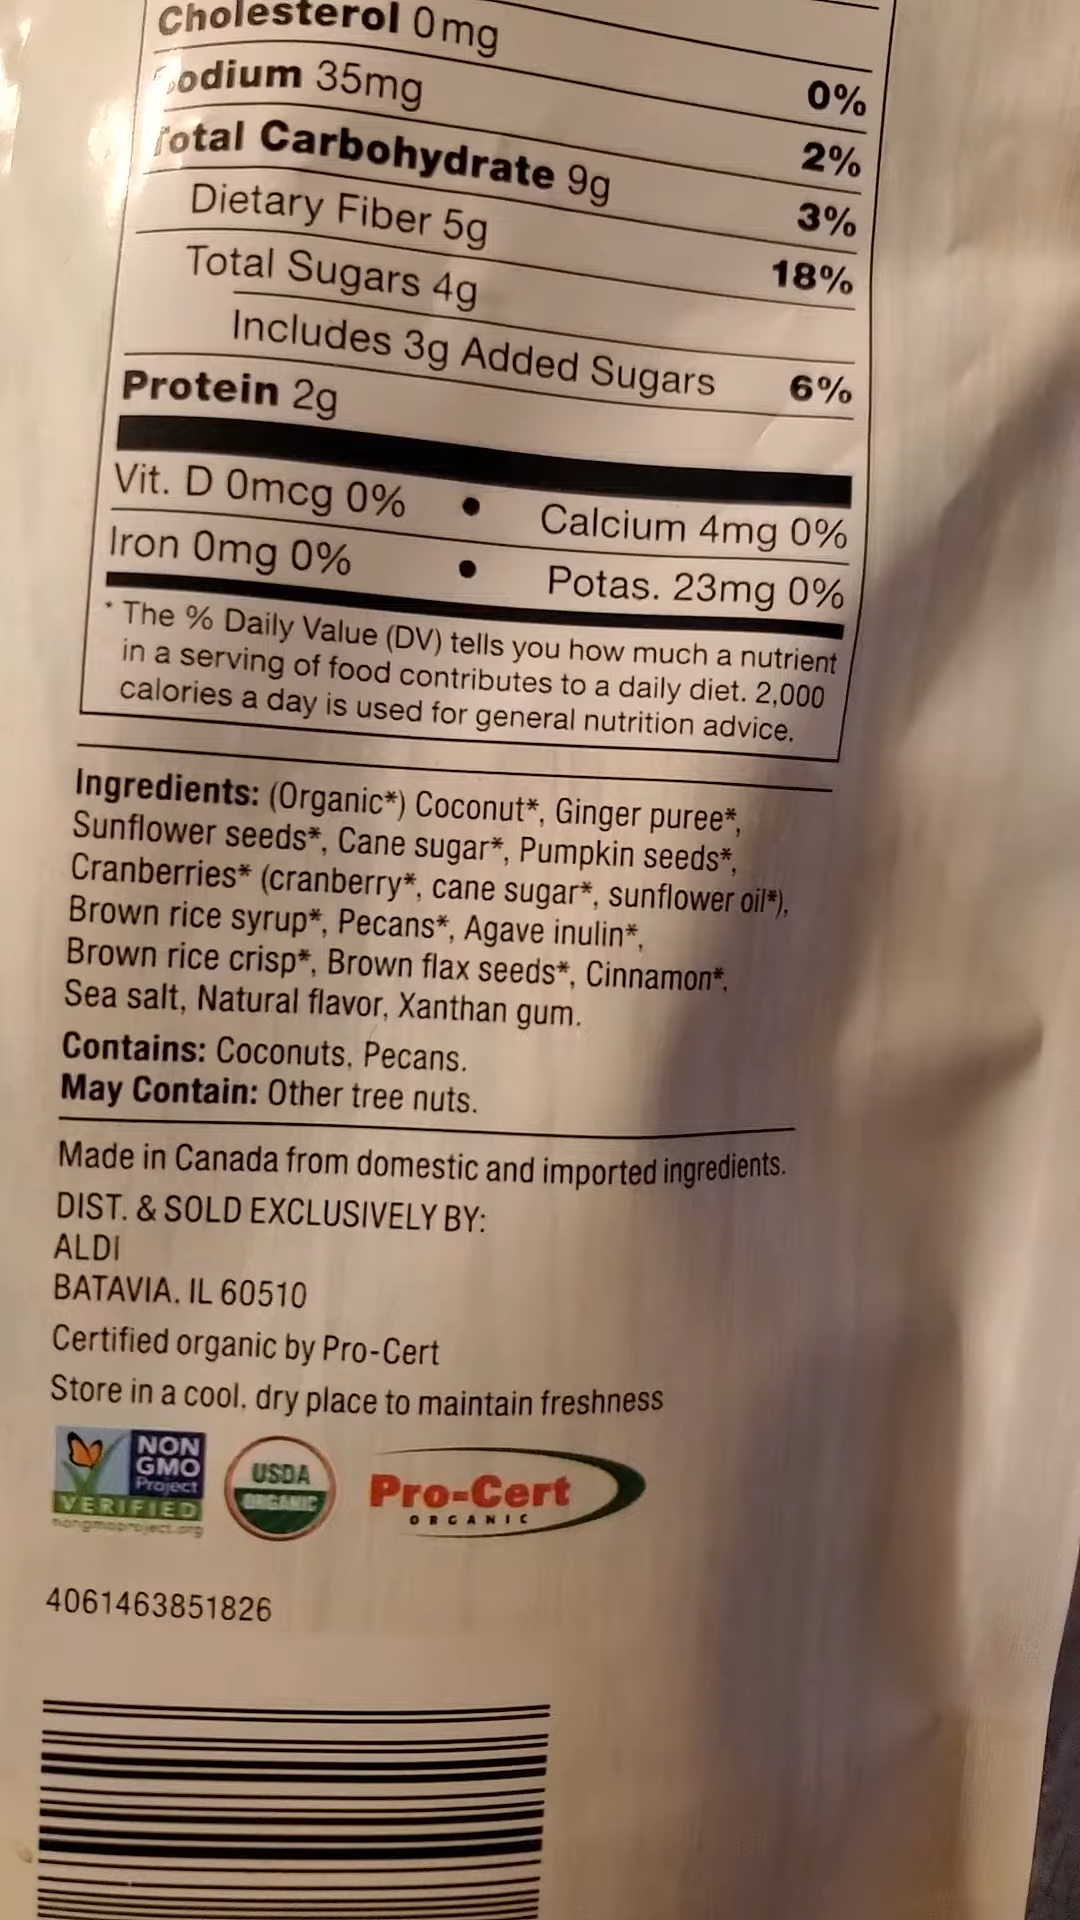 Cholesterol 0mg 0%
Sodium 35mg 2%
Total Carbohydrate 9g 3%
Dietary Fiber 5g 18%
Total Sugars 4g
Includes 3g Added Sugars 6%
Protein 2g
Vit. D 0mcg 0% • Calcium 4mg 0%
Iron 0mg 0% • Potas. 23mg 0%
* The % Daily Value (DV) tells you how much a nutrient
in a serving of food contributes to a daily diet. 2,000
calories a day is used for general nutrition advice.
Ingredients: (Organic*) Coconut*, Ginger puree*,
Sunflower seeds*, Cane sugar*, Pumpkin seeds*,
Cranberries* (cranberry*, cane sugar*, sunflower oil*),
Brown rice syrup*, Pecans*, Agave inulin*,
Brown rice crisp*, Brown flax seeds*, Cinnamon*,
Sea salt, Natural flavor, Xanthan gum.
Contains: Coconuts, Pecans.
May Contain: Other tree nuts.
Made in Canada from domestic and imported ingredients.
DIST. & SOLD EXCLUSIVELY BY:
ALDI
BATAVIA, IL 60510
Certified organic by Pro-Cert
Store in a cool, dry place to maintain freshness
NON
GMO
Project
VERIFIED
nongmoproject.org
USDA
ORGANIC
Pro-Cert
ORGANIC
4061463851826